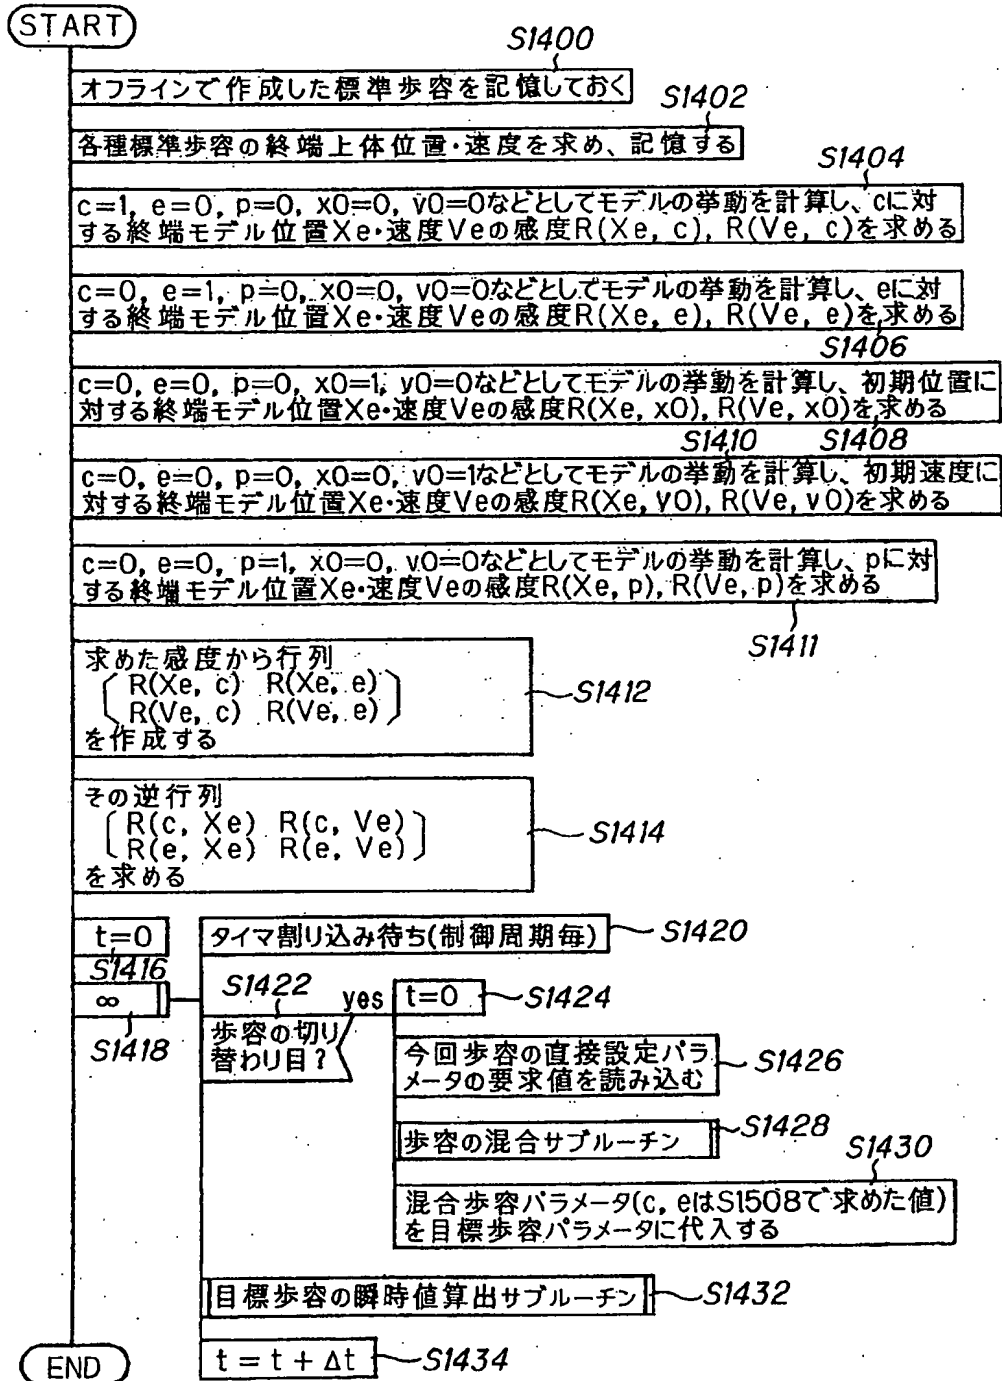 START
S1400
オフラインで作成した標準歩容を記憶しておく
S1402
各種標準歩容の終端上体位置・速度を求め、記憶する
S1404
c=1, e=0, p=0, x0=0, v0=0などとしてモデルの挙動を計算し、cに対
する終端モデル位置Xe・速度Veの感度R(Xe, c), R(Ve, c)を求める
c=0, e=1, p=0, x0=0, v0=0などとしてモデルの挙動を計算し、eに対
する終端モデル位置Xe・速度Veの感度R(Xe, e), R(Ve, e)を求める
S1406
c=0, e=0, p=0, x0=1, v0=0などとしてモデルの挙動を計算し、初期位置に
対する終端モデル位置Xe・速度Veの感度R(Xe, x0), R(Ve, x0)を求める
S1410 S1408
c=0, e=0, p=0, x0=0, v0=1などとしてモデルの挙動を計算し、初期速度に
対する終端モデル位置Xe・速度Veの感度R(Xe, v0), R(Ve, v0)を求める
c=0, e=0, p=1, x0=0, v0=0などとしてモデルの挙動を計算し、pに対
する終端モデル位置Xe・速度Veの感度R(Xe, p), R(Ve, p)を求める
S1411
求めた感度から行列
R(Xe, c) R(Xe, e)
R(Ve, c) R(Ve, e)
を作成する
S1412
その逆行列
R(c, Xe) R(c, Ve)
R(e, Xe) R(e, Ve)
を求める
S1414
t=0
S1416
∞
S1418
タイマ割り込み待ち(制御周期毎)
S1420
S1422
歩容の切り
替わり目?
yes
t=0
S1424
今回歩容の直接設定パラ
メータの要求値を読み込む
S1426
歩容の混合サブルーチン
S1428
S1430
混合歩容パラメータ(c, eはS1508で求めた値)
を目標歩容パラメータに代入する
目標歩容の瞬時値算出サブルーチン
S1432
t = t + Δt
S1434
END